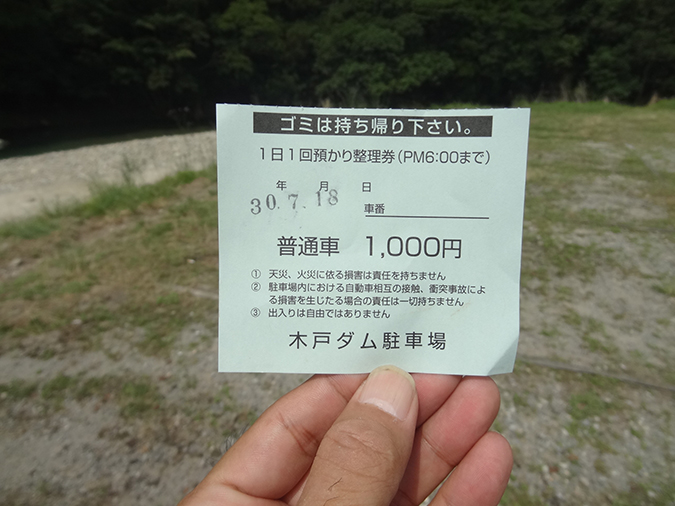 ゴミは持ち帰り下さい。
1日1回預かり整理券(PM6:00まで)
年 月 日
30.7.18
車番
普通車 1,000円
① 天災、火災に依る損害は責任を持ちません
② 駐車場内における自動車相互の接触、衝突事故によ
る損害を生じたる場合の責任は一切持ちません
③ 出入りは自由ではありません
木戸ダム駐車場